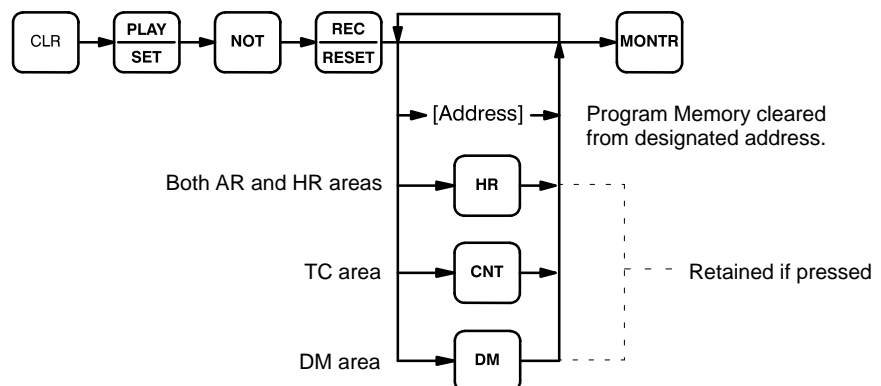 CLR
PLAY
SET
NOT
REC
RESET
MONTR
[Address]
Program Memory cleared
from designated address.
Both AR and HR areas
HR
TC area
CNT
Retained if pressed
DM area
DM